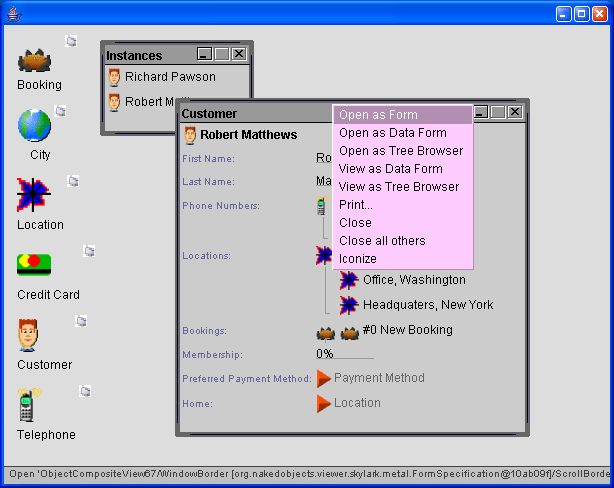 Booking
City
Location
Credit Card
Customer
Telephone
Instances
Richard Pawson
Robert
Customer
Robert Matthews
First Name:
Ro
Last Name:
Ma
Phone Numbers:
Locations:
Office, Washington
Headquaters, New York
Bookings:
#0 New Booking
Membership:
0%
Preferred Payment Method:
Payment Method
Home:
Location
Open as Form
Open as Data Form
Open as Tree Browser
View as Data Form
View as Tree Browser
Print...
Close
Close all others
Iconize
Open 'ObjectCompositeView67/WindowBorder [org.nakedobjects.viewer.skylark.metal.FormSpecification@10ab09f]/ScrollBorde